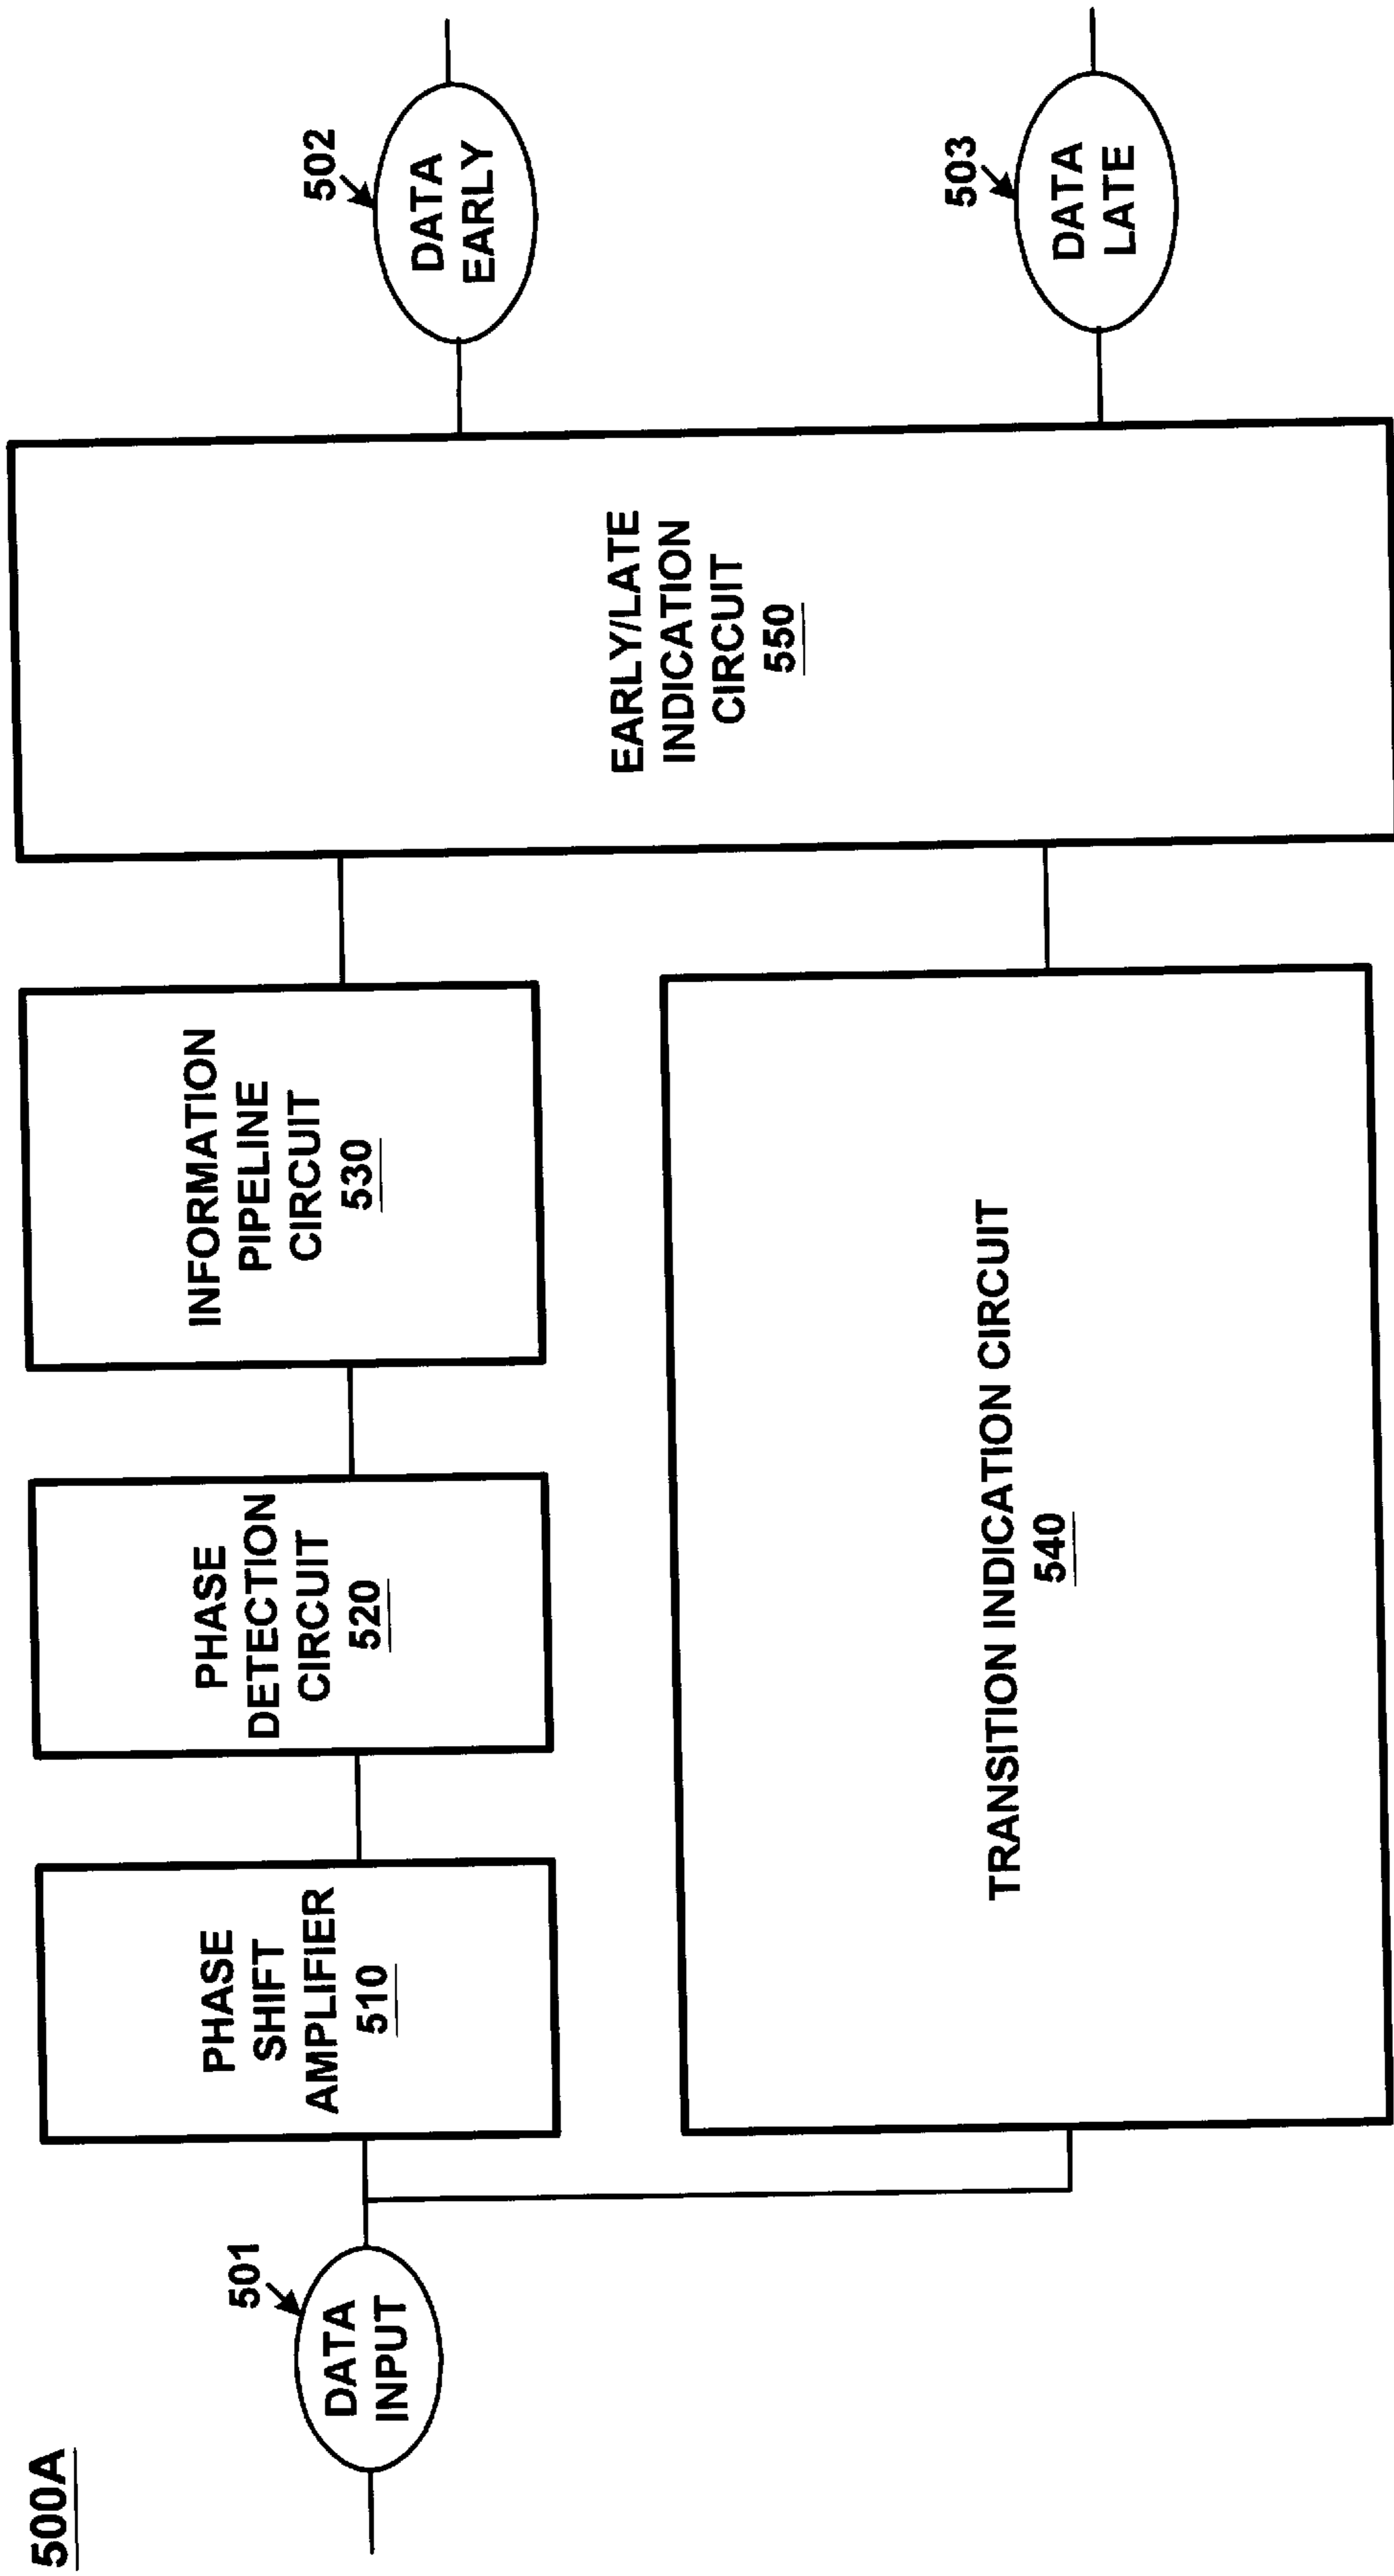 500A
501
DATA
INPUT
PHASE
SHIFT
AMPLIFIER
510
PHASE
DETECTION
CIRCUIT
520
INFORMATION
PIPELINE
CIRCUIT
530
TRANSITION INDICATION CIRCUIT
540
EARLY/LATE
INDICATION
CIRCUIT
550
502
DATA
EARLY
503
DATA
LATE